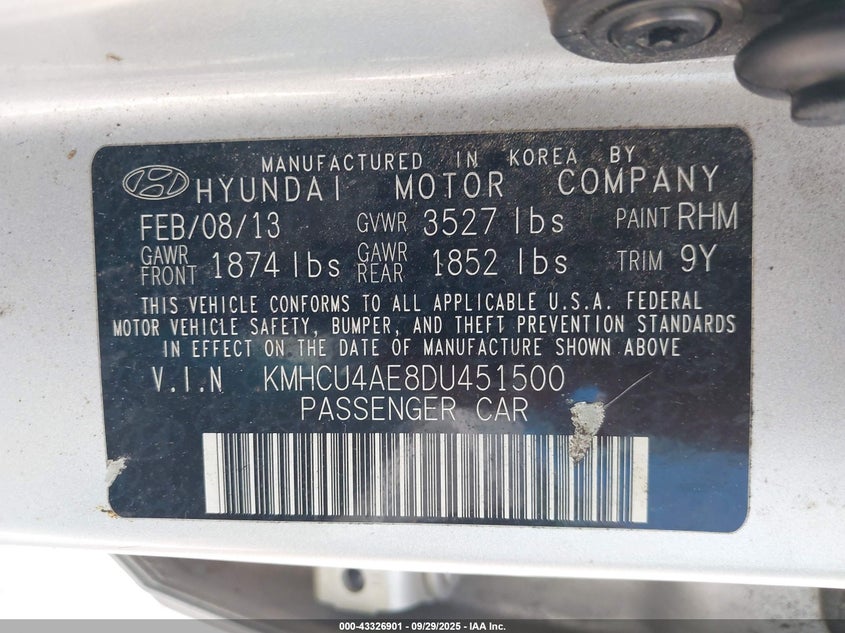 MANUFACTURED IN KOREA BY
HYUNDAI MOTOR COMPANY
FEB/08/13 GVWR 3527 lbs PAINT RHM
GAWR FRONT 1874 lbs GAWR REAR 1852 lbs TRIM 9Y
THIS VEHICLE CONFORMS TO ALL APPLICABLE U.S.A. FEDERAL
MOTOR VEHICLE SAFETY, BUMPER, AND THEFT PREVENTION STANDARDS
IN EFFECT ON THE DATE OF MANUFACTURE SHOWN ABOVE
V.I.N KMHCU4AE8DU451500
PASSENGER CAR
000-43326901 - 09/29/2025 - IAA Inc.